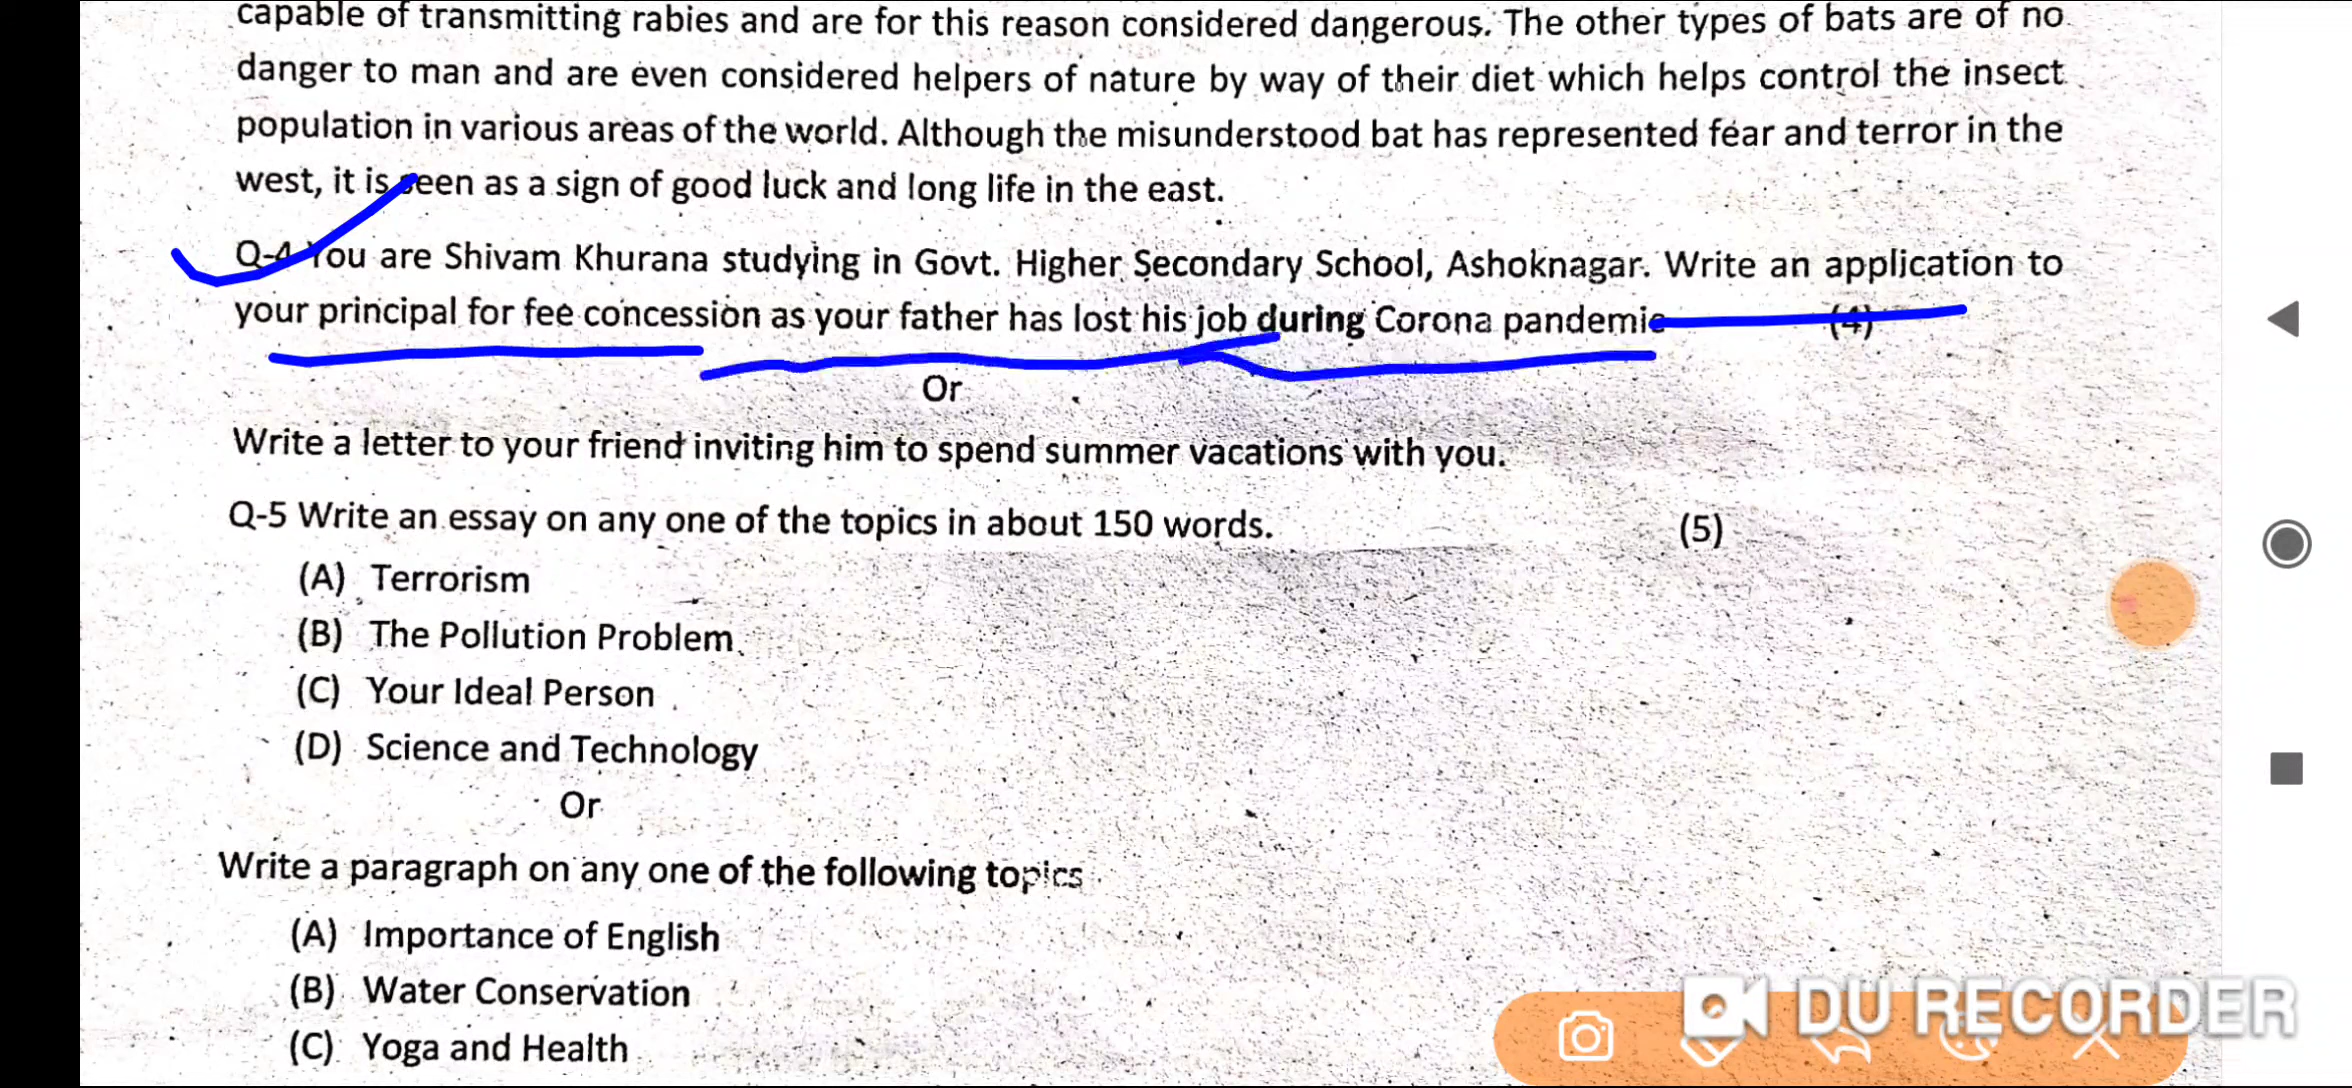 capable of transmitting rabies and are for this reason considered dangerous. The other types of bats are of no
danger to man and are even considered helpers of nature by way of their diet which helps control the insect
population in various areas of the world. Although the misunderstood bat has represented fear and terror in the
west, it is seen as a sign of good luck and long life in the east.
Q-4 You are Shivam Khurana studying in Govt. Higher Secondary School, Ashoknagar. Write an application to
your principal for fee concession as your father has lost his job during Corona pandemic (4)
Or
Write a letter to your friend inviting him to spend summer vacations with you.
Q-5 Write an essay on any one of the topics in about 150 words. (5)
(A) Terrorism
(B) The Pollution Problem
(C) Your Ideal Person
(D) Science and Technology
Or
Write a paragraph on any one of the following topics
(A) Importance of English
(B) Water Conservation
(C) Yoga and Health
DU RECORDER